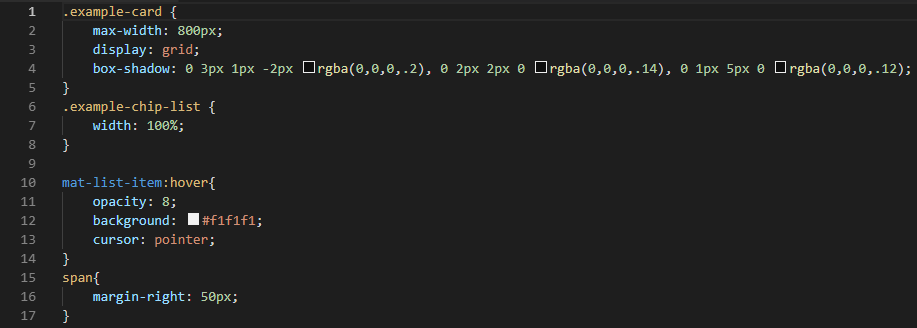 1 .example-card {
2     max-width: 800px;
3     display: grid;
4     box-shadow: 0 3px 1px -2px rgba(0,0,0,.2), 0 2px 2px 0 rgba(0,0,0,.14), 0 1px 5px 0 rgba(0,0,0,.12);
5 }
6 .example-chip-list {
7     width: 100%;
8 }
9
10 mat-list-item:hover{
11     opacity: 8;
12     background: #f1f1f1;
13     cursor: pointer;
14 }
15 span{
16     margin-right: 50px;
17 }